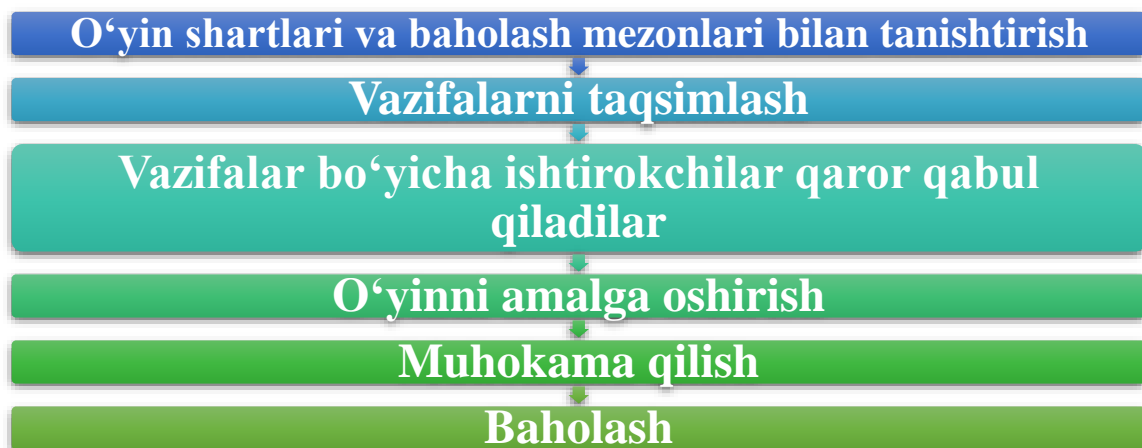 O‘yin shartlari va baholash mezonlari bilan tanishtirish
Vazifalarni taqsimlash
Vazifalar bo‘yicha ishtirokchilar qaror qabul
qiladilar
O‘yinni amalga oshirish
Muhokama qilish
Baholash